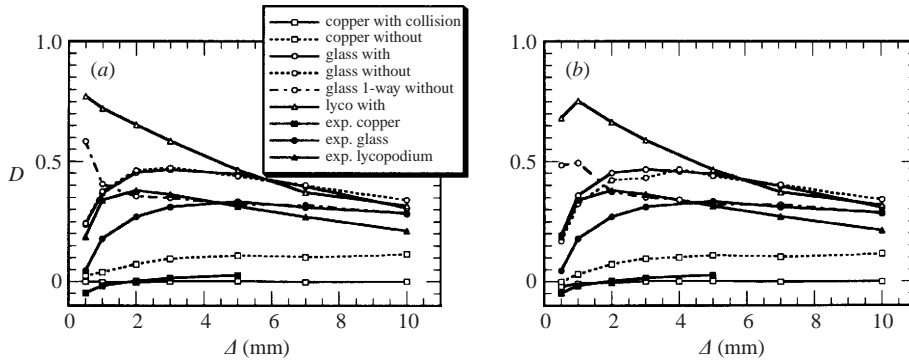 copper with collision
copper without
glass with
glass without
glass 1-way without
lyco with
exp. copper
exp. glass
exp. lycopodium
(a)
1.0
0.5
0
D
0 2 4 6 8 10
Δ (mm)
(b)
1.0
0.5
0
0 2 4 6 8 10
Δ (mm)